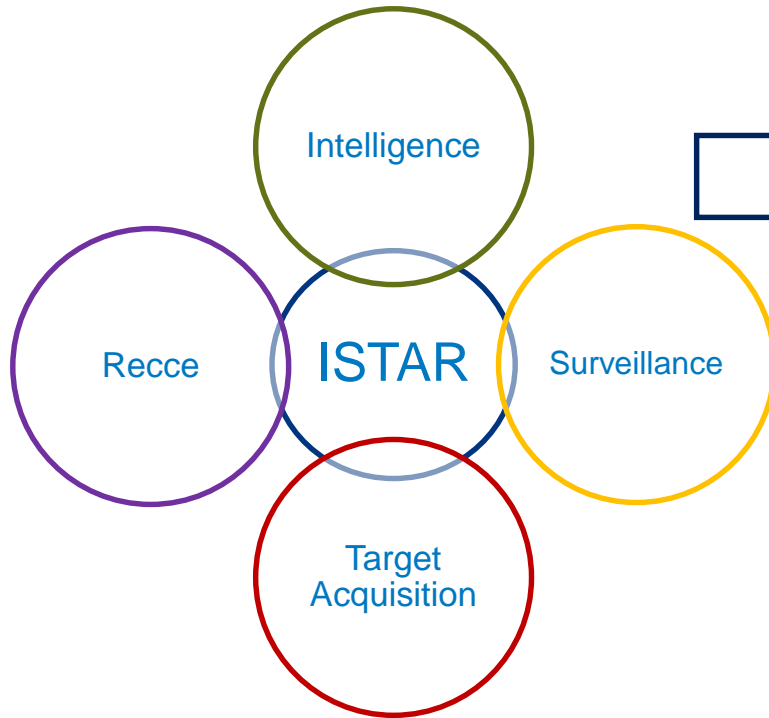 Intelligence
Recce
ISTAR
Surveillance
Target
Acquisition